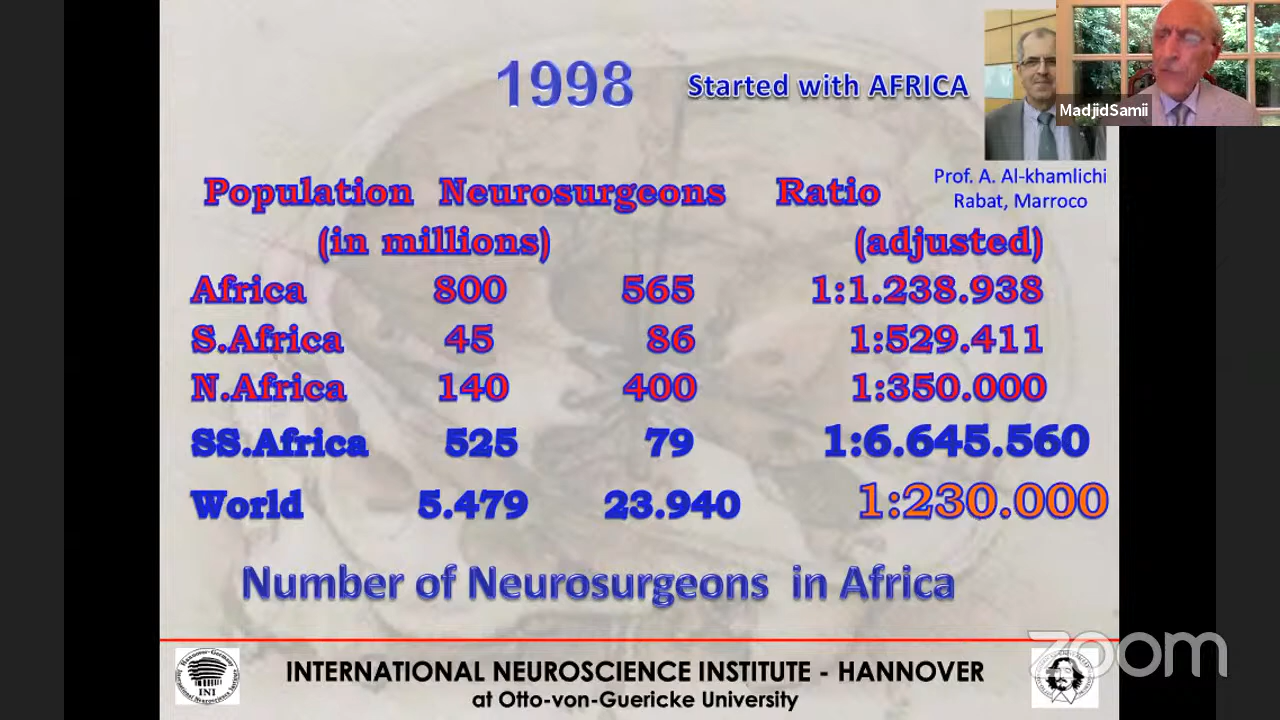 1998
Started with AFRICA
MadjidSamii
Prof. A. Al-khamlichi
Rabat, Marroco
Population Neurosurgeons Ratio
(in millions) (adjusted)
Africa 800 565 1:1.238.938
S.Africa 45 86 1:529.411
N.Africa 140 400 1:350.000
SS.Africa 525 79 1:6.645.560
World 5.479 23.940 1:230.000
Number of Neurosurgeons in Africa
INTERNATIONAL NEUROSCIENCE INSTITUTE - HANNOVER
at Otto-von-Guericke University
INI
zoom